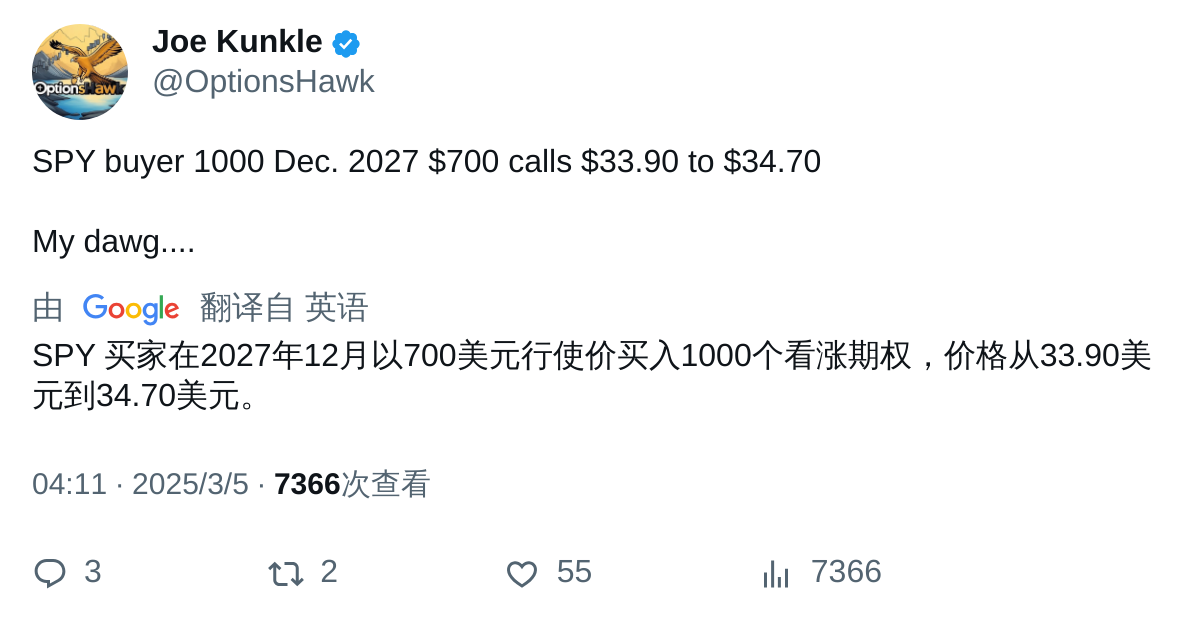 Joe Kunkle
@OptionsHawk
SPY buyer 1000 Dec. 2027 $700 calls $33.90 to $34.70
My dawg....
由 Google 翻译自 英语
SPY 买家在2027年12月以700美元行使价买入1000个看涨期权，价格从33.90美
元到34.70美元。
04:11 · 2025/3/5 · 7366次查看
3 2 55 7366